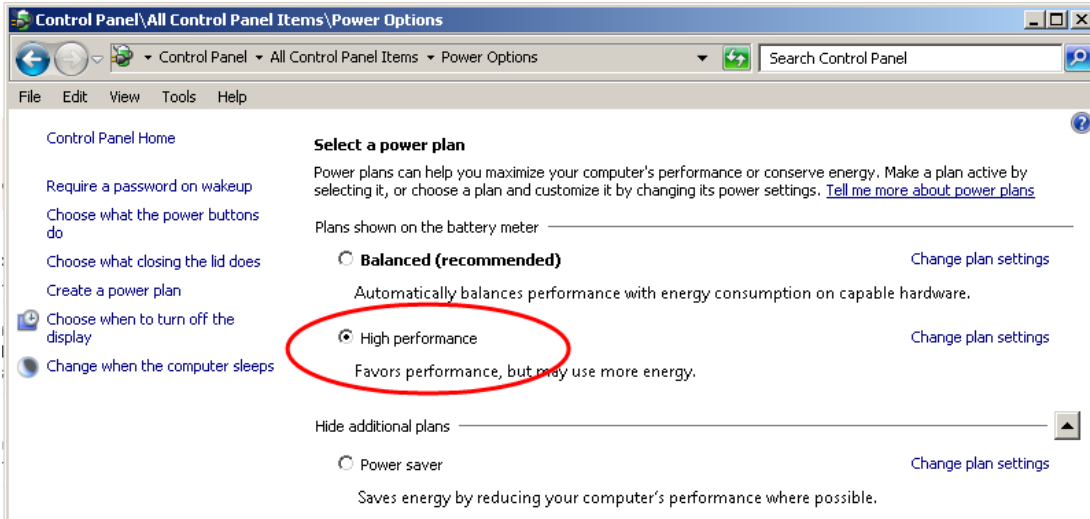 Control Panel\All Control Panel Items\Power Options
Control Panel All Control Panel Items Power Options
Search Control Panel
File Edit View Tools Help
Control Panel Home
Require a password on wakeup
Choose what the power buttons
do
Choose what closing the lid does
Create a power plan
Choose when to turn off the
display
Change when the computer sleeps
Select a power plan
Power plans can help you maximize your computer's performance or conserve energy. Make a plan active by
selecting it, or choose a plan and customize it by changing its power settings. Tell me more about power plans
Plans shown on the battery meter
Balanced (recommended) Change plan settings
Automatically balances performance with energy consumption on capable hardware.
High performance Change plan settings
Favors performance, but may use more energy.
Hide additional plans
Power saver Change plan settings
Saves energy by reducing your computer's performance where possible.